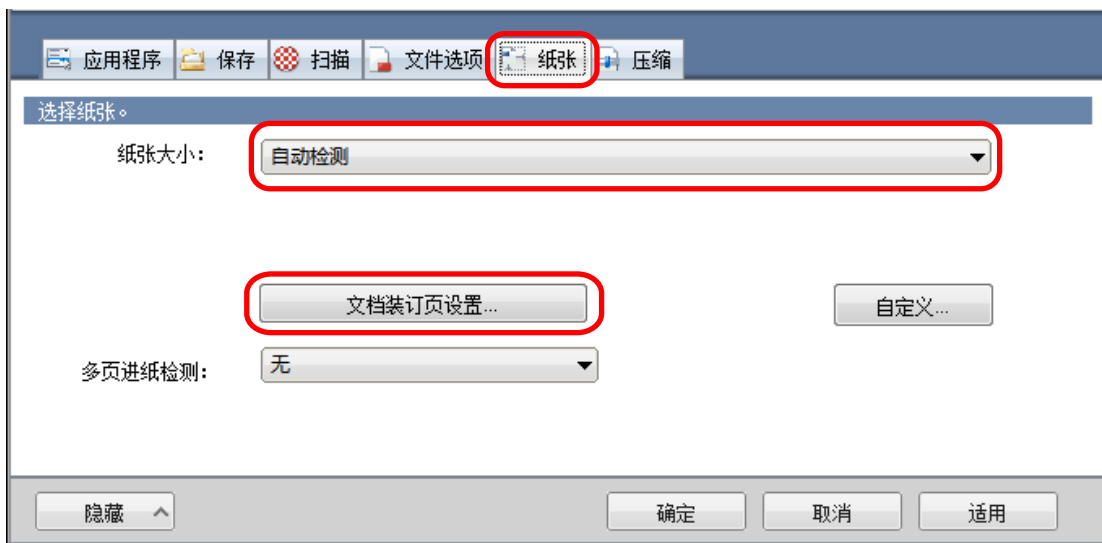 应用程序 保存 扫描 文件选项 纸张 压缩
选择纸张。
纸张大小: 自动检测
文档装订页设置... 自定义...
多页进纸检测: 无
隐藏 确定 取消 适用